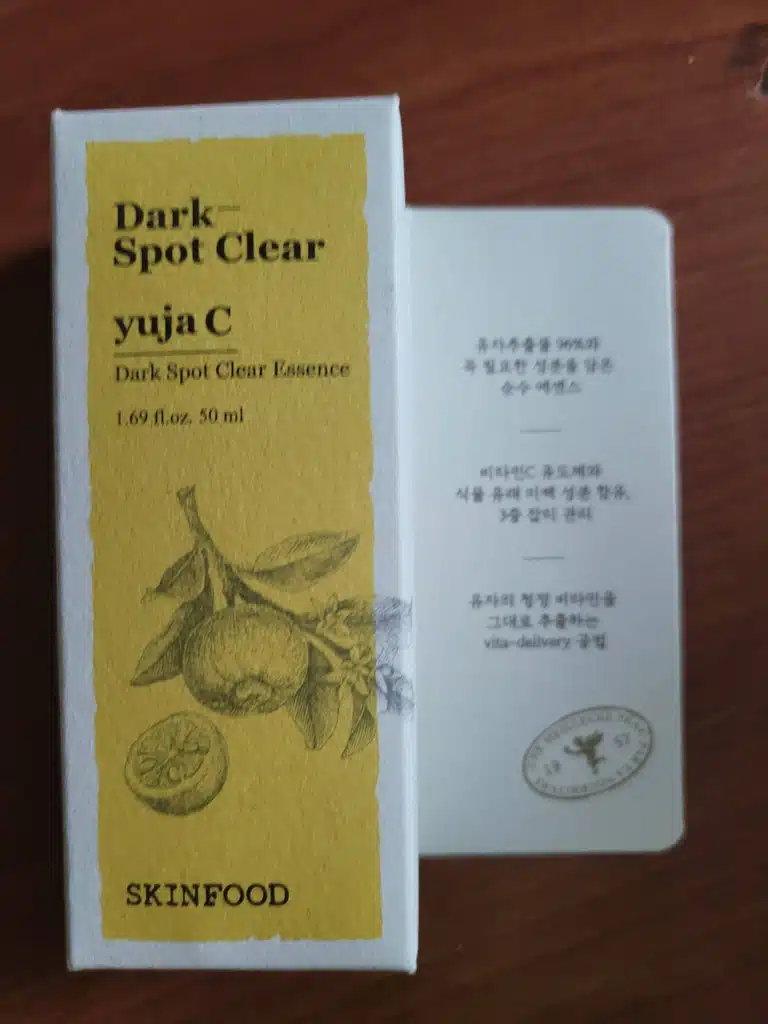 Dark
Spot Clear
yuja C
Dark Spot Clear Essence
1.69 fl.oz. 50 ml
SKINFOOD
유자추출물 96%와
꼭 필요한 성분을 담은
순수 에센스
비타민C 유도체와
식물 유래 미백 성분 함유,
3중 잡티 관리
유자의 청정 비타민을
그대로 추출하는
vita-delivery 공법
19 57